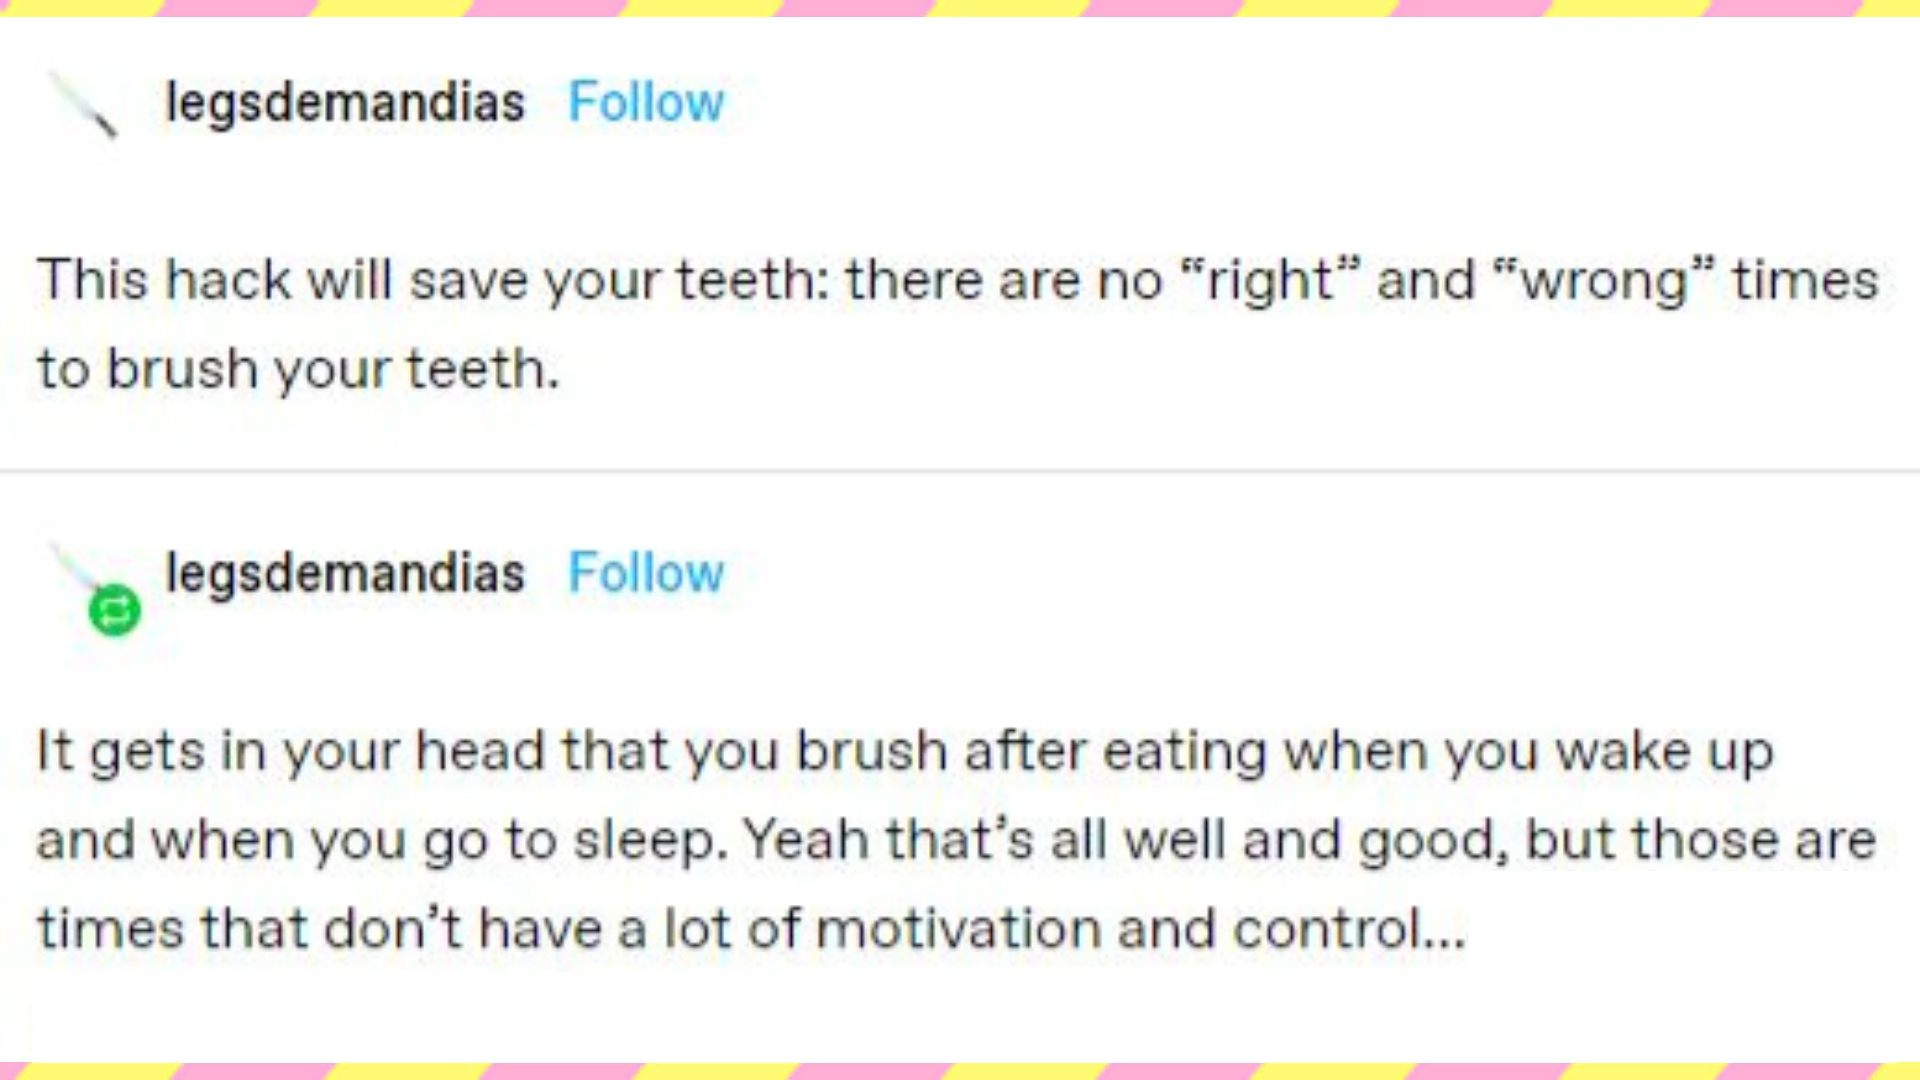 legsdemandias Follow
This hack will save your teeth: there are no “right” and “wrong” times
to brush your teeth.
legsdemandias Follow
It gets in your head that you brush after eating when you wake up
and when you go to sleep. Yeah that’s all well and good, but those are
times that don’t have a lot of motivation and control...